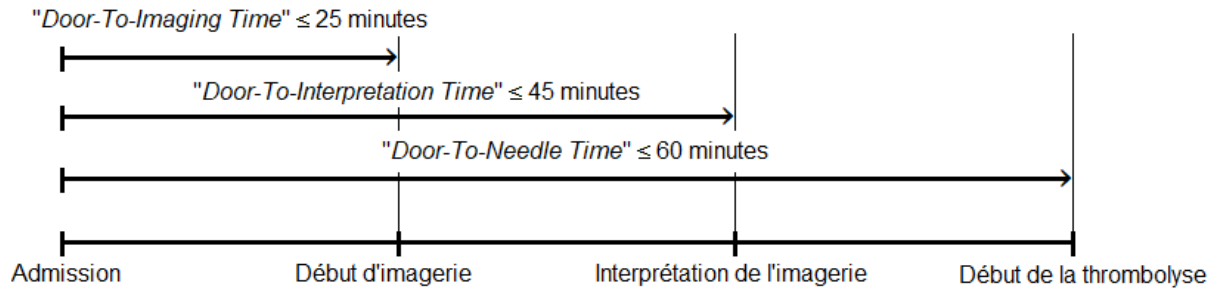 "Door-To-Imaging Time" ≤ 25 minutes
"Door-To-Interpretation Time" ≤ 45 minutes
"Door-To-Needle Time" ≤ 60 minutes
Admission Début d'imagerie Interprétation de l'imagerie Début de la thrombolyse